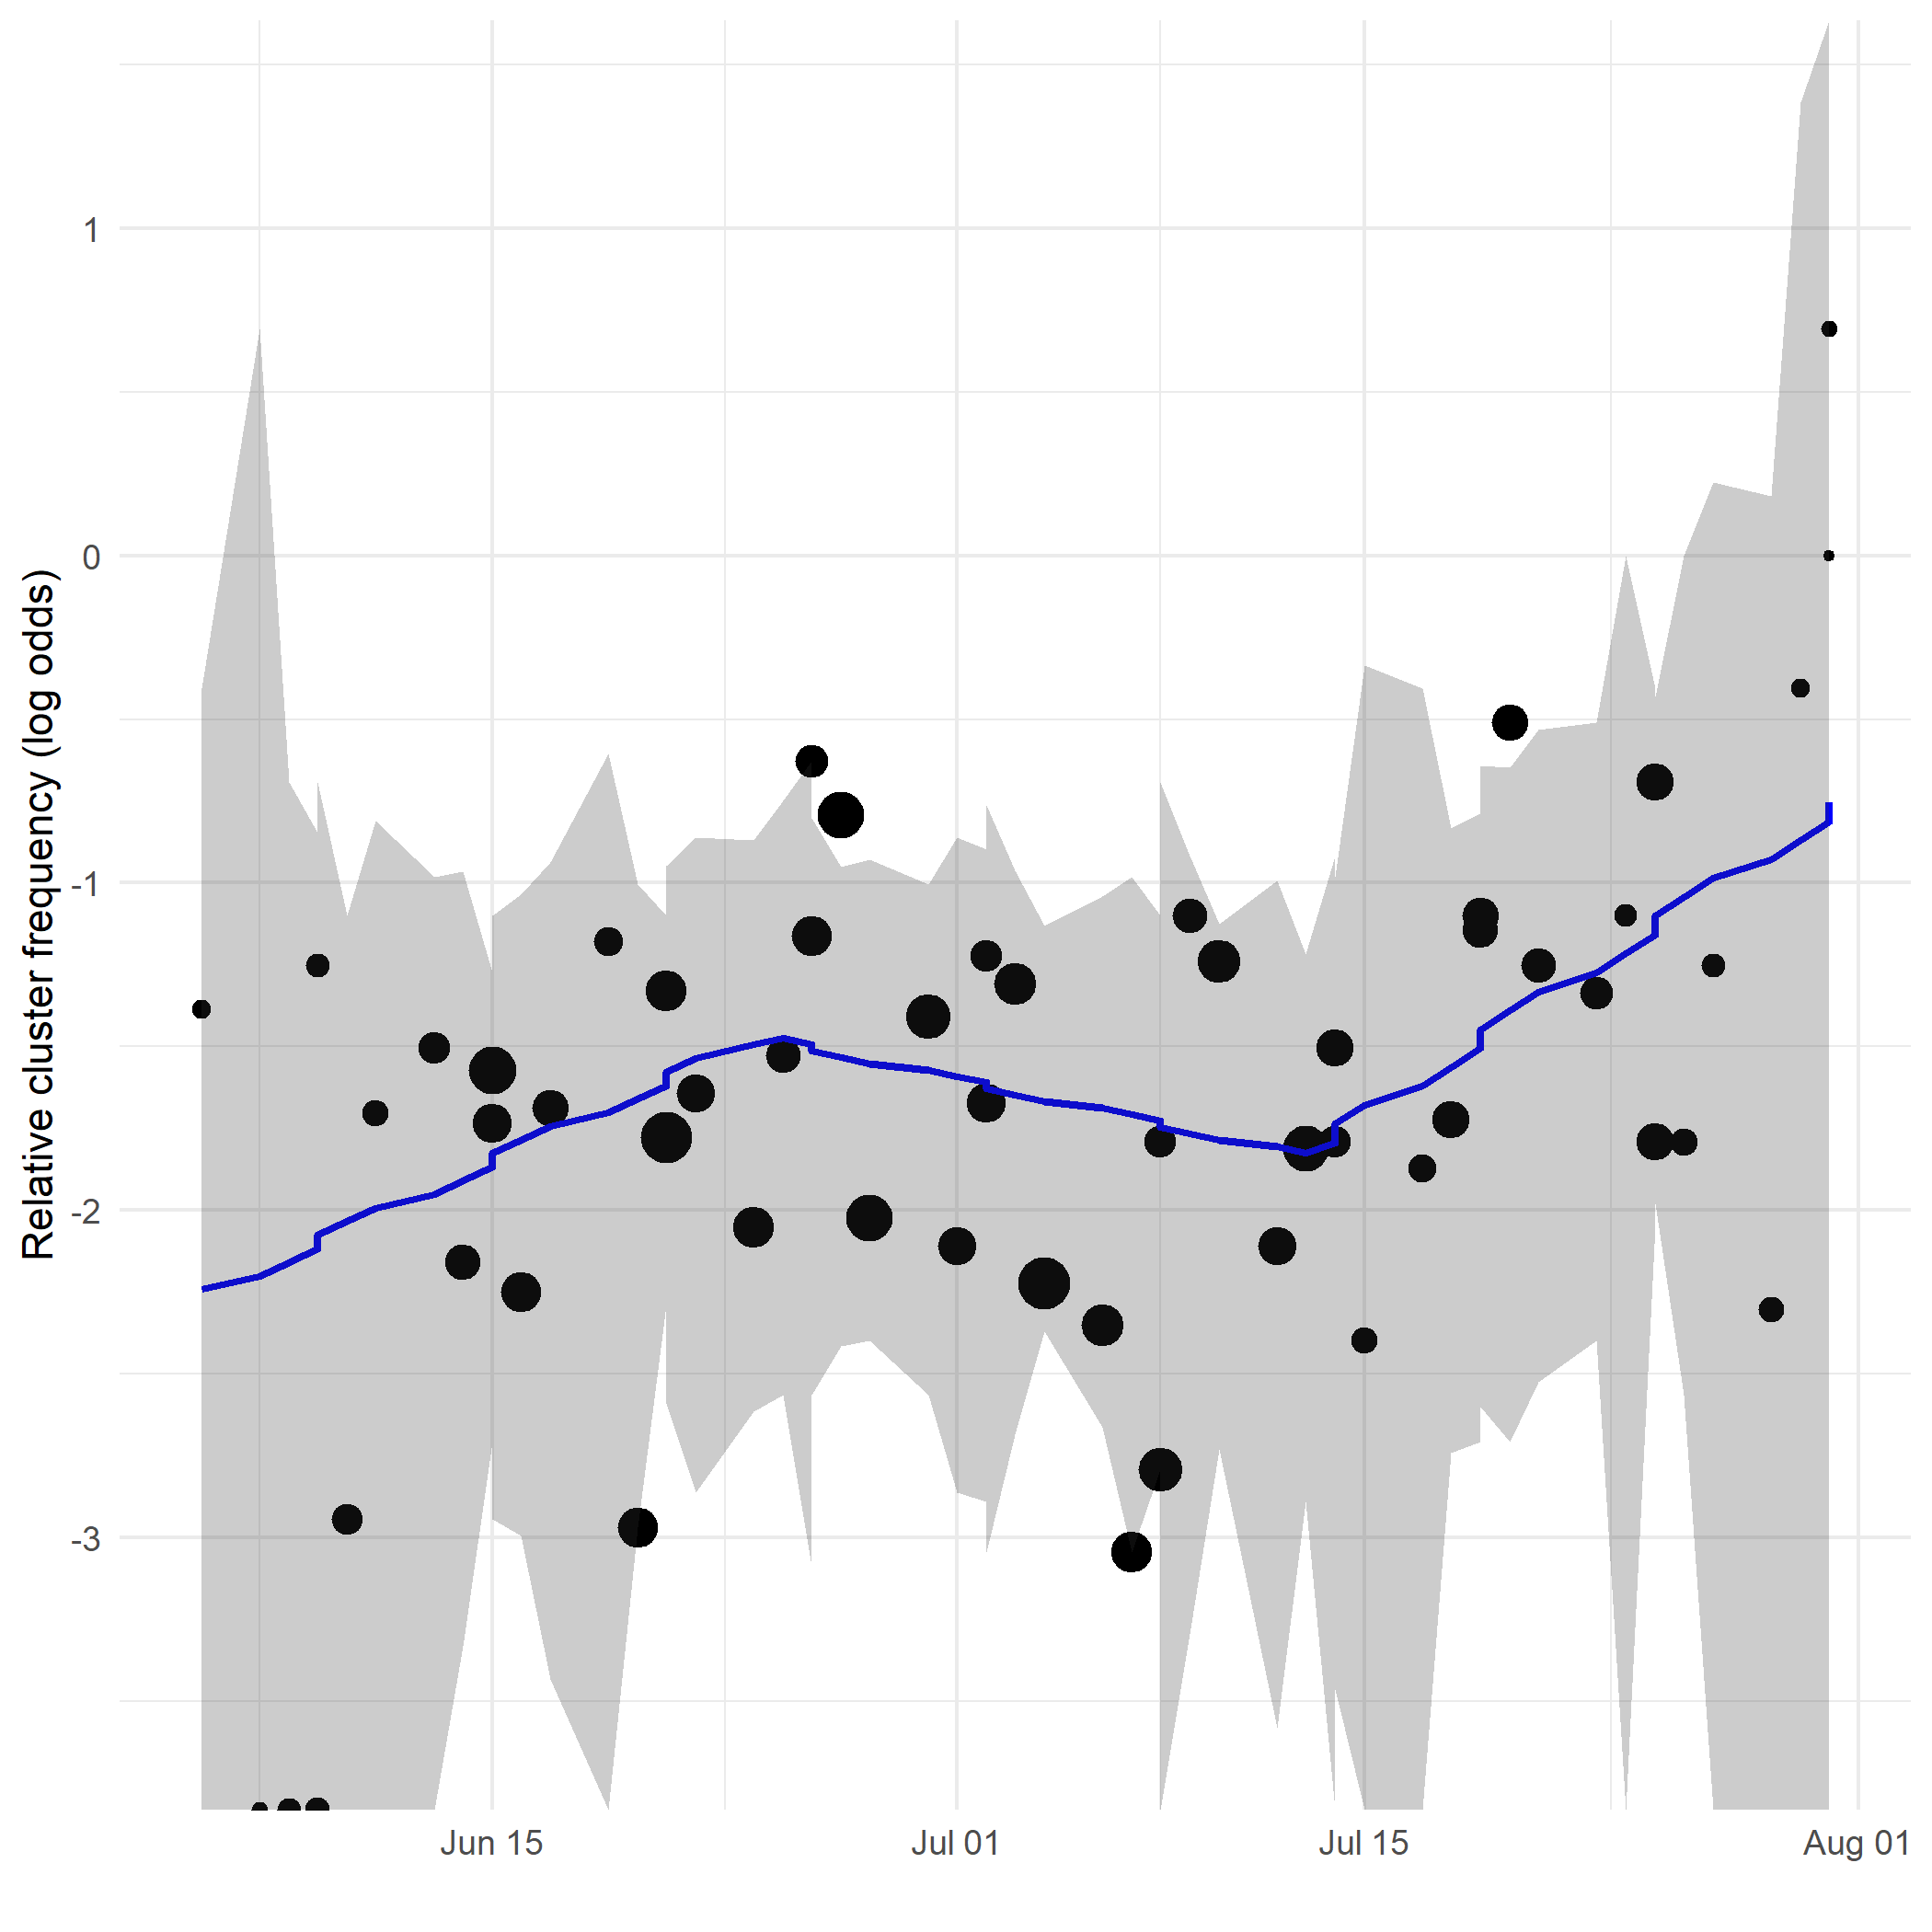 Relative cluster frequency (log odds)
1
0
-1
-2
-3
Jun 15
Jul 01
Jul 15
Aug 01